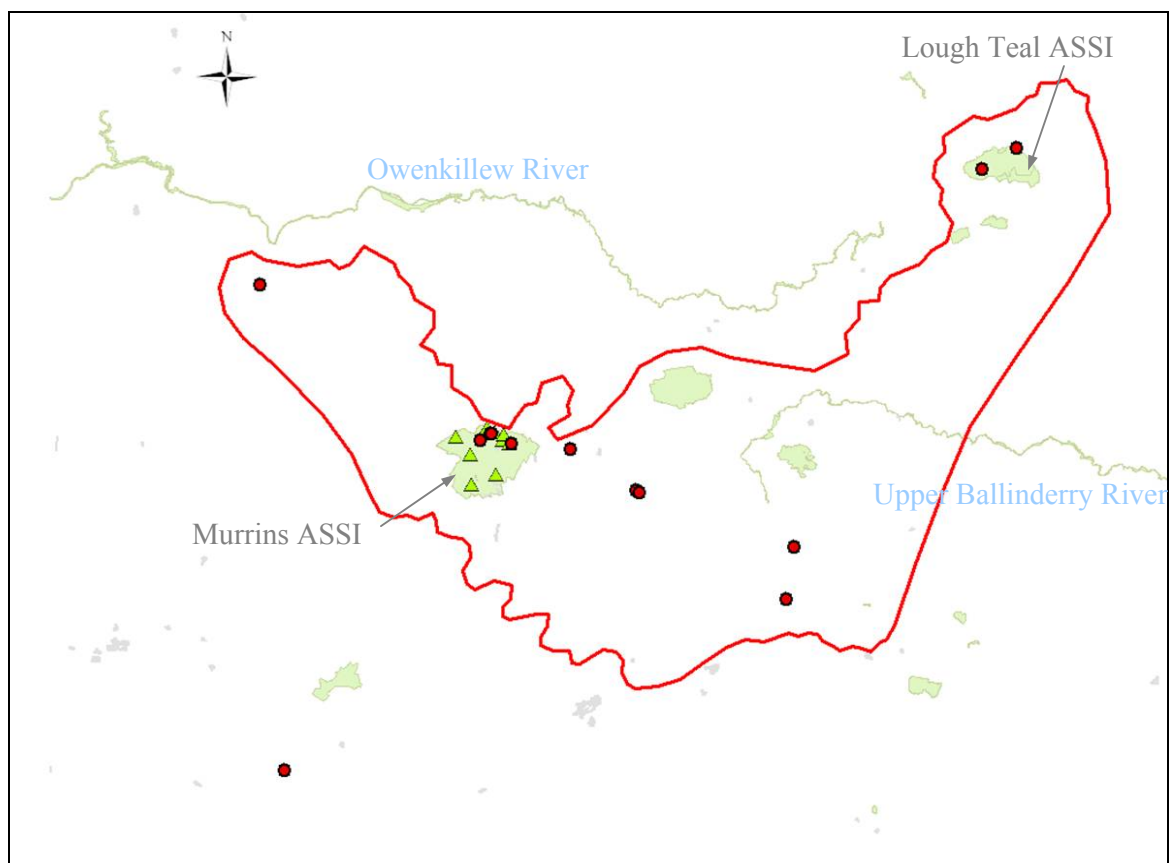 N
Lough Teal ASSI
Owenkillew River
Upper Ballinderry River
Murrins ASSI